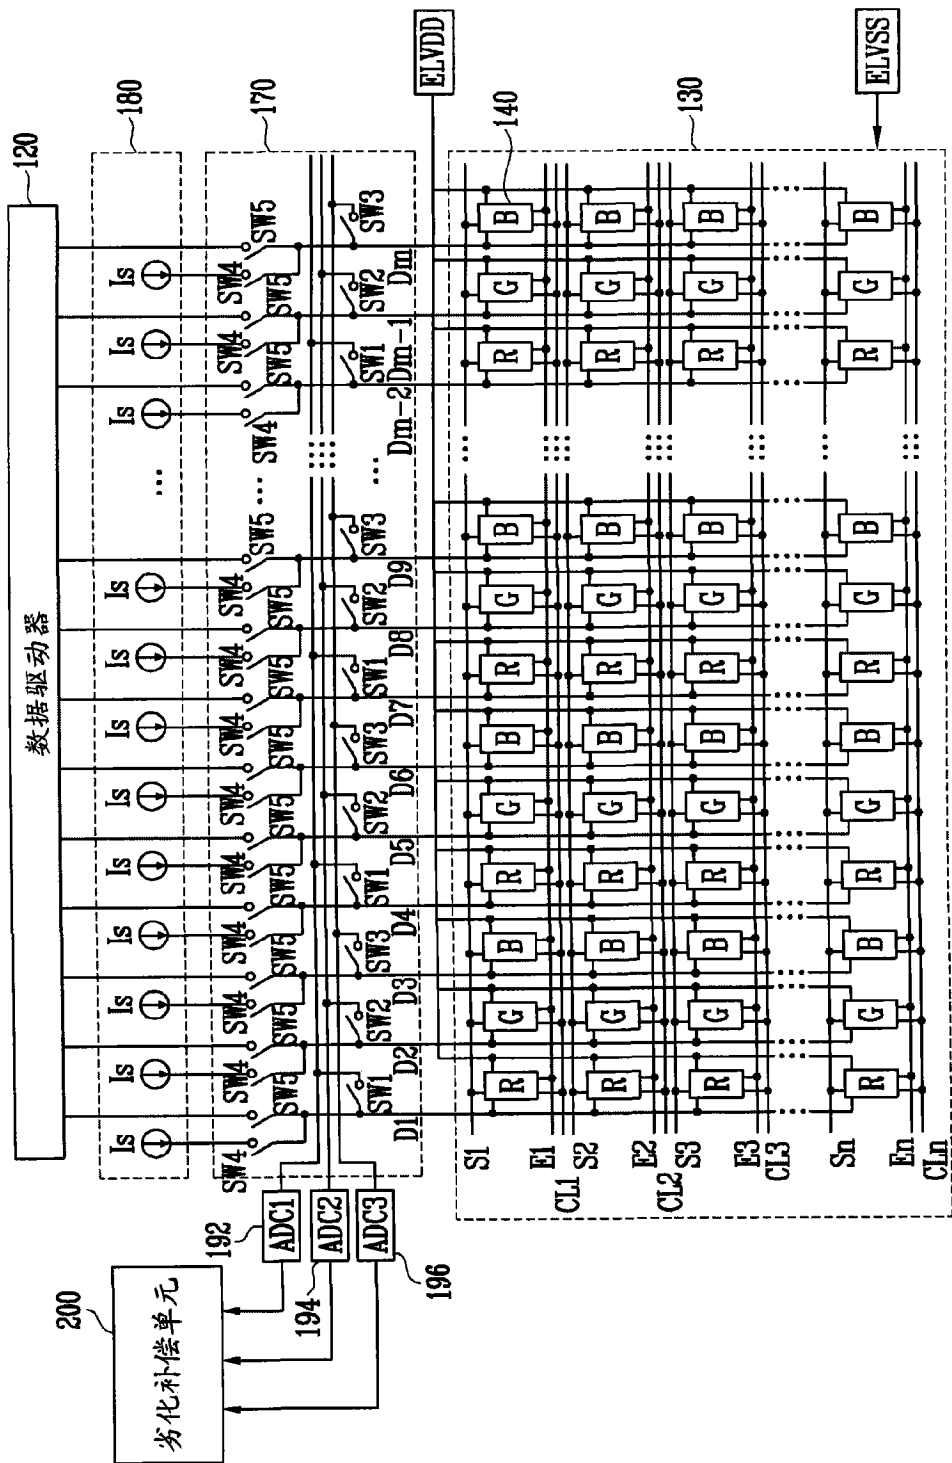 120
数据驱动器
200
劣化补偿单元
180
Is Is Is Is Is Is Is Is Is ... Is Is Is
170
SW4 SW4 SW4 SW4 SW4 SW4 SW4 SW4 SW4 ... SW4 SW4 SW4
SW5 SW5 SW5 SW5 SW5 SW5 SW5 SW5 SW5 SW5 SW5 SW5
192
ADC1
194
ADC2
ADC3
196
SW1 SW2 SW3 SW1 SW2 SW3 SW1 SW2 SW3 ... SW1 SW2 SW3
D1 D2 D3 D4 D5 D6 D7 D8 D9 Dm-2 Dm-1 Dm
ELVDD
140
130
S1
R G B R G B R G B R G B
E1
CL1
S2
R G B R G B R G B R G B
E2
CL2
S3
R G B R G B R G B R G B
E3
CL3
Sn
R G B R G B R G B R G B
En
CLn
ELVSS